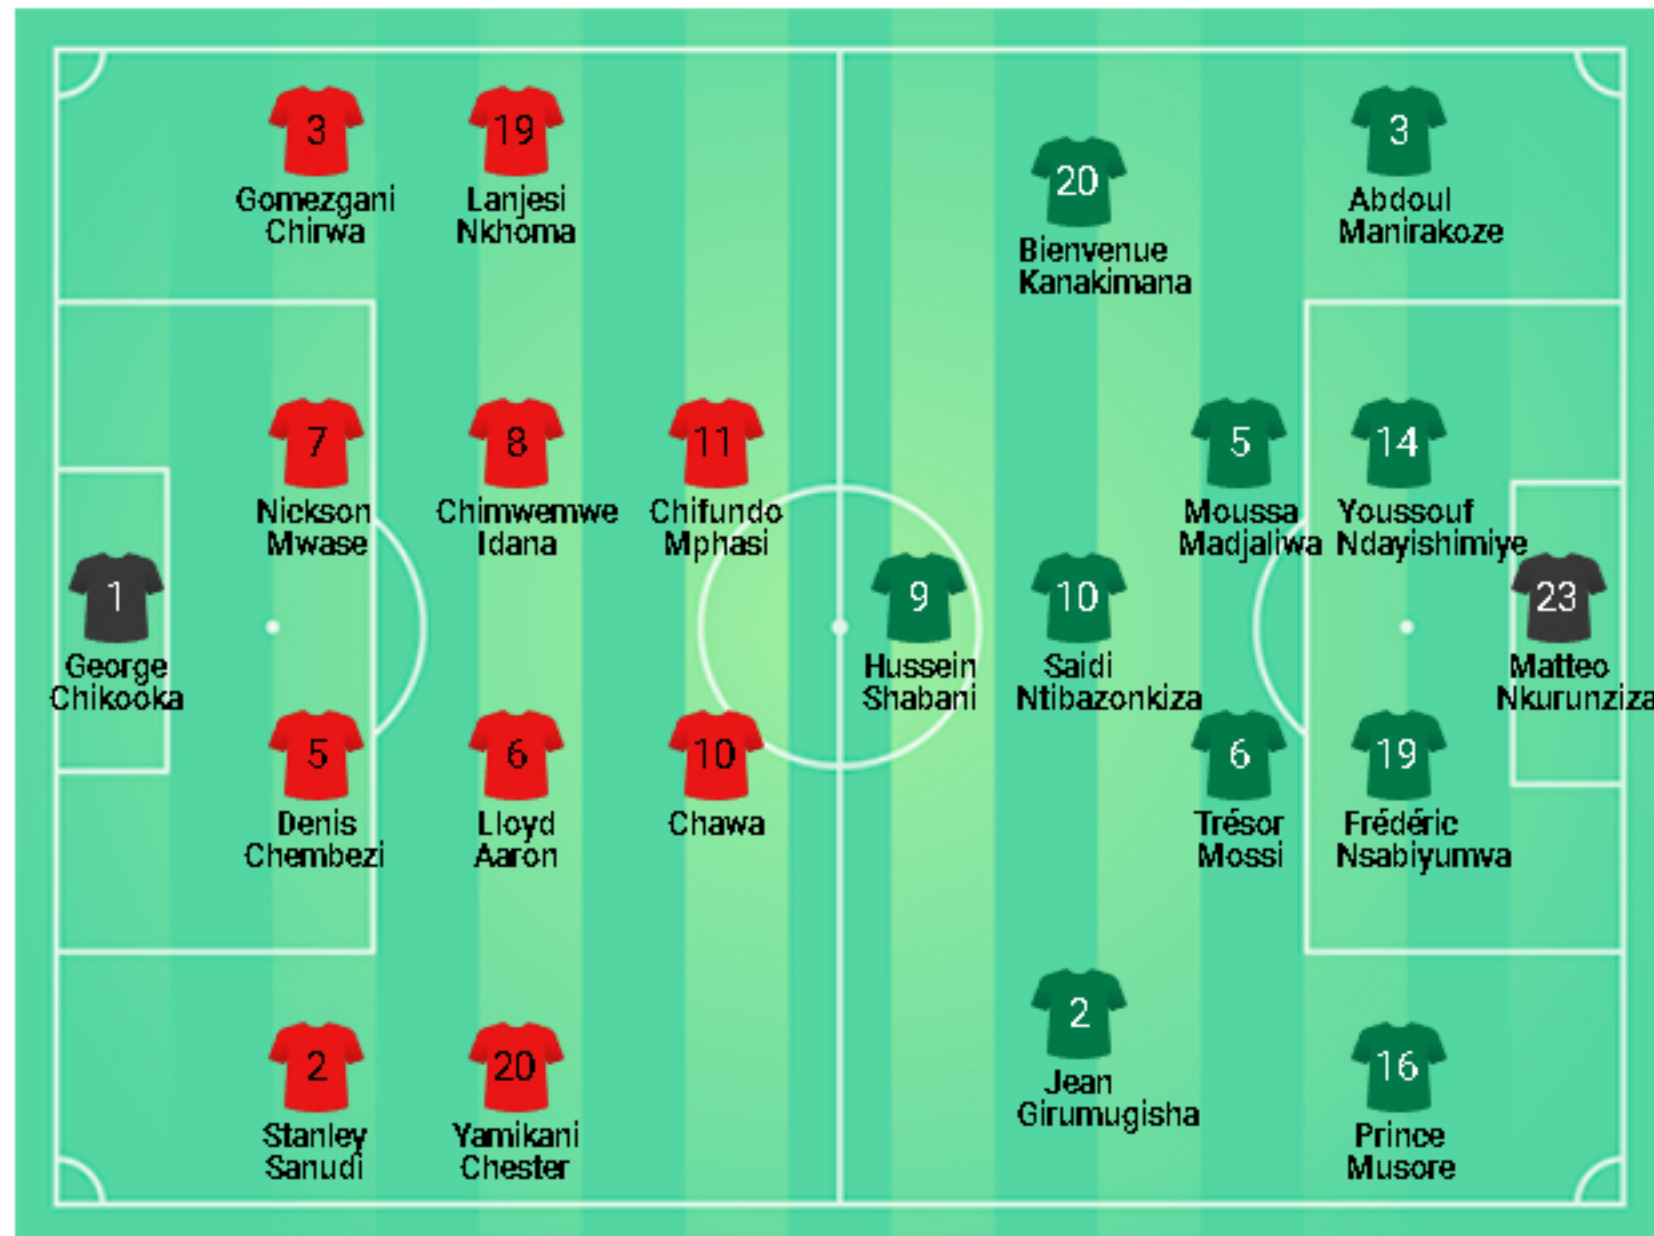 3
Gomezgani
Chirwa
19
Lanjesi
Nkhoma
20
Bienvenue
Kanakimana
3
Abdoul
Manirakoze
7
Nickson
Mwase
8
Chimwemwe
Idana
11
Chifundo
Mphasi
5
Moussa
Madjaliwa
14
Youssouf
Ndayishimiye
1
George
Chikooka
9
Hussein
Shabani
10
Saidi
Ntibazonkiza
23
Matteo
Nkurunziza
5
Denis
Chembezi
6
Lloyd
Aaron
10
Chawa
6
Trésor
Mossi
19
Frédéric
Nsabiyumva
2
Stanley
Sanudi
20
Yamikani
Chester
2
Jean
Girumugisha
16
Prince
Musore